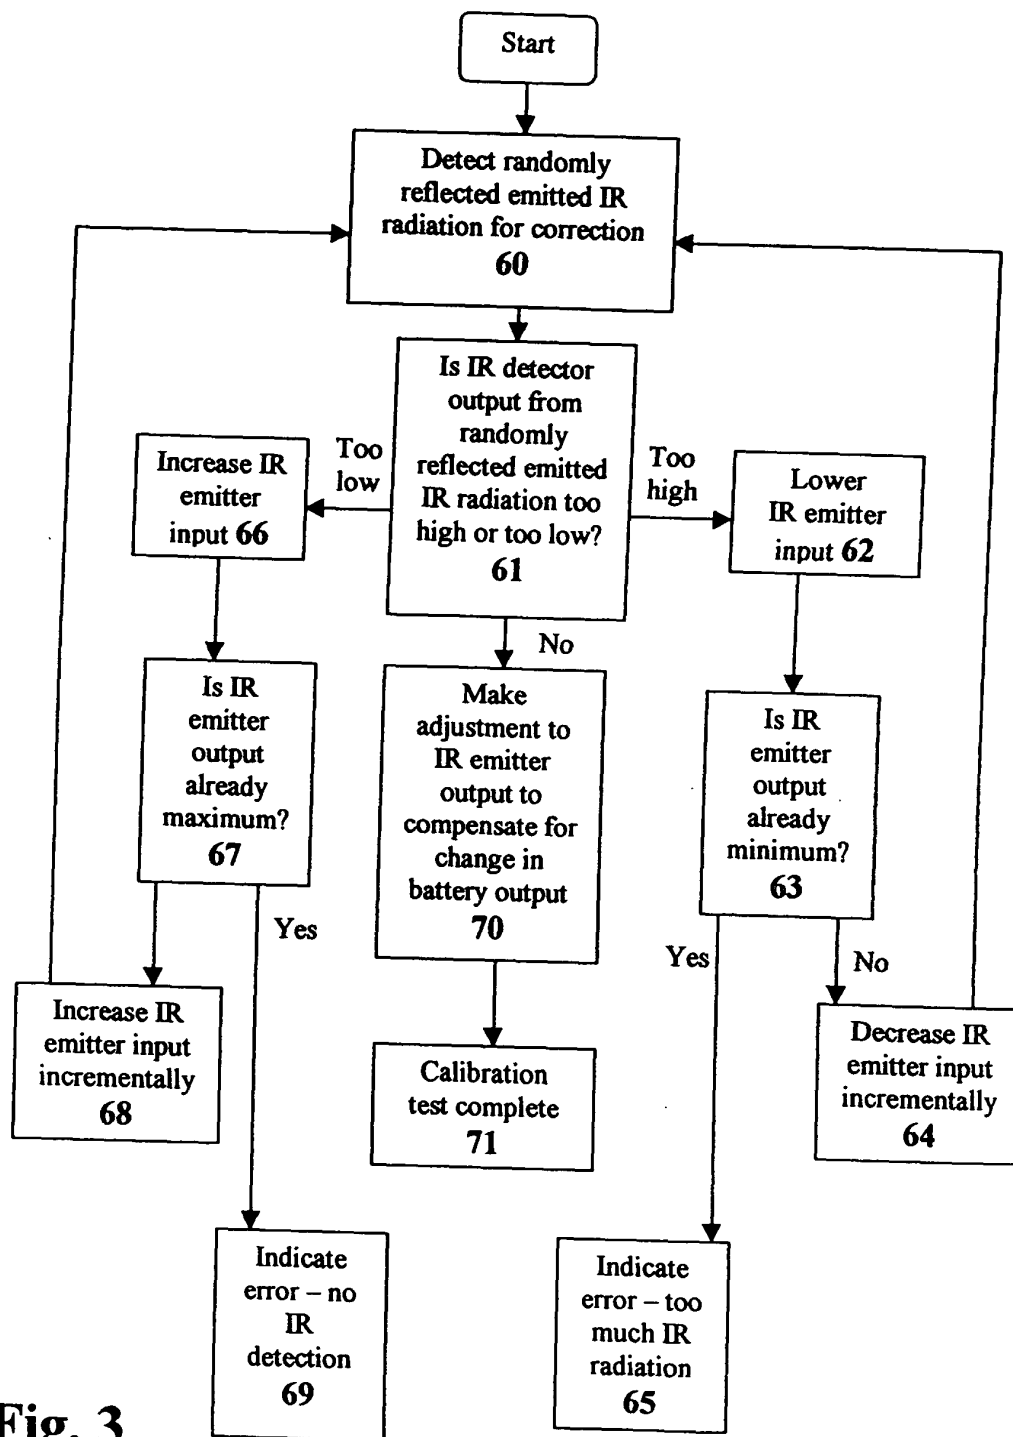 Start
Detect randomly
reflected emitted IR
radiation for correction
60
Is IR detector
output from
randomly
reflected emitted
IR radiation too
high or too low?
61
Too
low
Too
high
Increase IR
emitter
input 66
Lower
IR emitter
input 62
No
Is IR
emitter
output
already
maximum?
67
Make
adjustment to
IR emitter
output to
compensate for
change in
battery output
70
Is IR
emitter
output
already
minimum?
63
Yes
Yes
No
Increase IR
emitter input
incrementally
68
Calibration
test complete
71
Decrease IR
emitter input
incrementally
64
Indicate
error – no
IR
detection
69
Indicate
error – too
much IR
radiation
65
Fig. 3